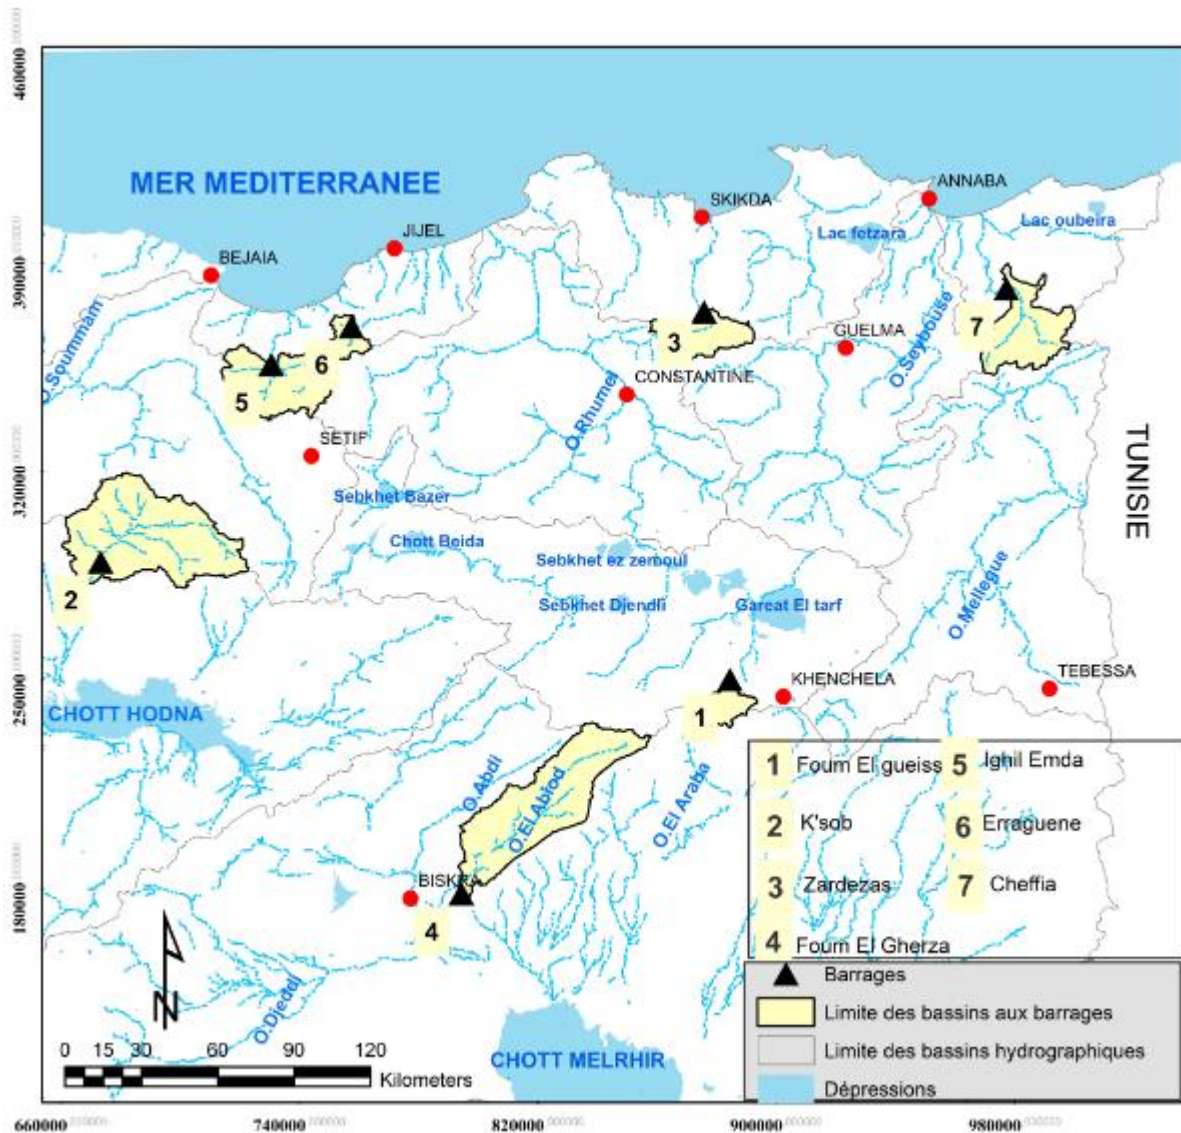 460000
MER MEDITERRANEE
ANNABA
SKIKDA
Lac oubeira
Lac fetzara
JIJEL
BEJAIA
390000
O.Soummam
O.Seybouse
7
GUELMA
3
6
5
CONSTANTINE
O.Rhumel
SETIF
TUNISIE
320000
Sebkhet Bazer
Chott Beida
Sebkhet ez zemoul
2
Sebkhet Djendli
Gareat El tarf
O.Mellegue
KHENCHELA
TEBESSA
250000
CHOTT HODNA
1
O.Abdi
O.El Abiod
O.El Araba
BISKRA
180000
4
O.Djeddi
CHOTT MELRHIR
N
0 15 30 60 90 120
Kilometers
1 Foum El gueiss
5 Ighil Emda
2 K'sob
6 Erraguene
3 Zardezas
7 Cheffia
4 Foum El Gherza
Barrages
Limite des bassins aux barrages
Limite des bassins hydrographiques
Dépressions
660000 740000 820000 900000 980000